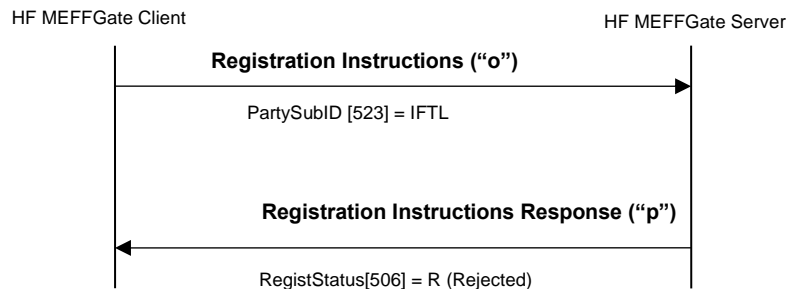 HF MEFFGate Client
HF MEFFGate Server
Registration Instructions (“o”)
PartySubID [523] = IFTL
Registration Instructions Response (“p”)
RegistStatus[506] = R (Rejected)